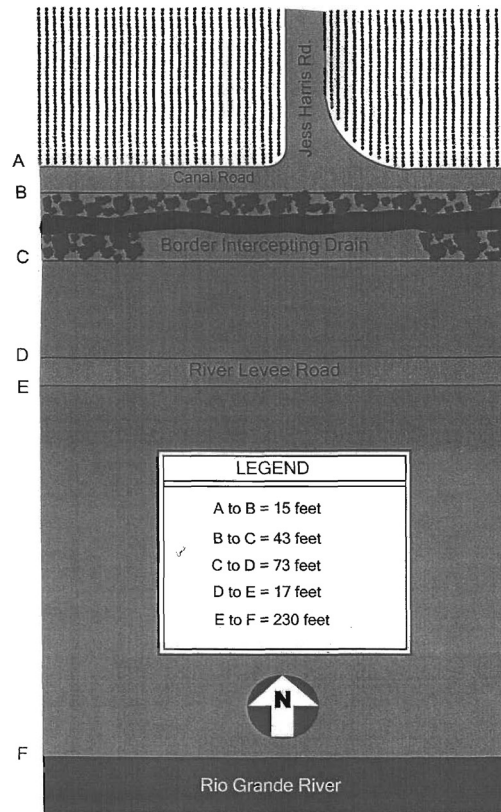 Jess Harris Rd.
A
Canal Road
B
Border Intercepting Drain
C
D
River Levee Road
E
LEGEND
A to B = 15 feet
B to C = 43 feet
C to D = 73 feet
D to E = 17 feet
E to F = 230 feet
N
F
Rio Grande River